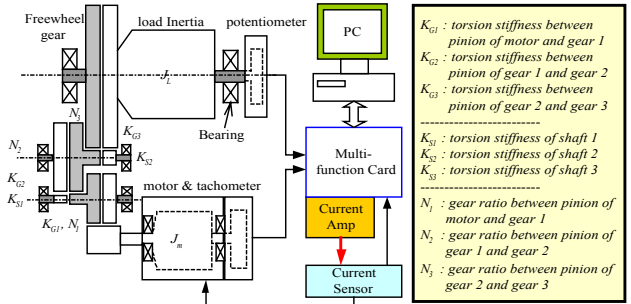 Freewheel
gear
load Inertia
potentiometer
J_L
N_3
K_G3
Bearing
N_2
K_S2
K_G2
K_S1
K_G1, N_1
motor & tachometer
J_m
PC
Multi-
function Card
Current
Amp
Current
Sensor
K_G1 : torsion stiffness between
pinion of motor and gear 1
K_G2 : torsion stiffness between
pinion of gear 1 and gear 2
K_G3 : torsion stiffness between
pinion of gear 2 and gear 3
------------------------
K_S1 : torsion stiffness of shaft 1
K_S2 : torsion stiffness of shaft 2
K_S3 : torsion stiffness of shaft 3
------------------------
N_1 : gear ratio between pinion of
motor and gear 1
N_2 : gear ratio between pinion of
gear 1 and gear 2
N_3 : gear ratio between pinion of
gear 2 and gear 3